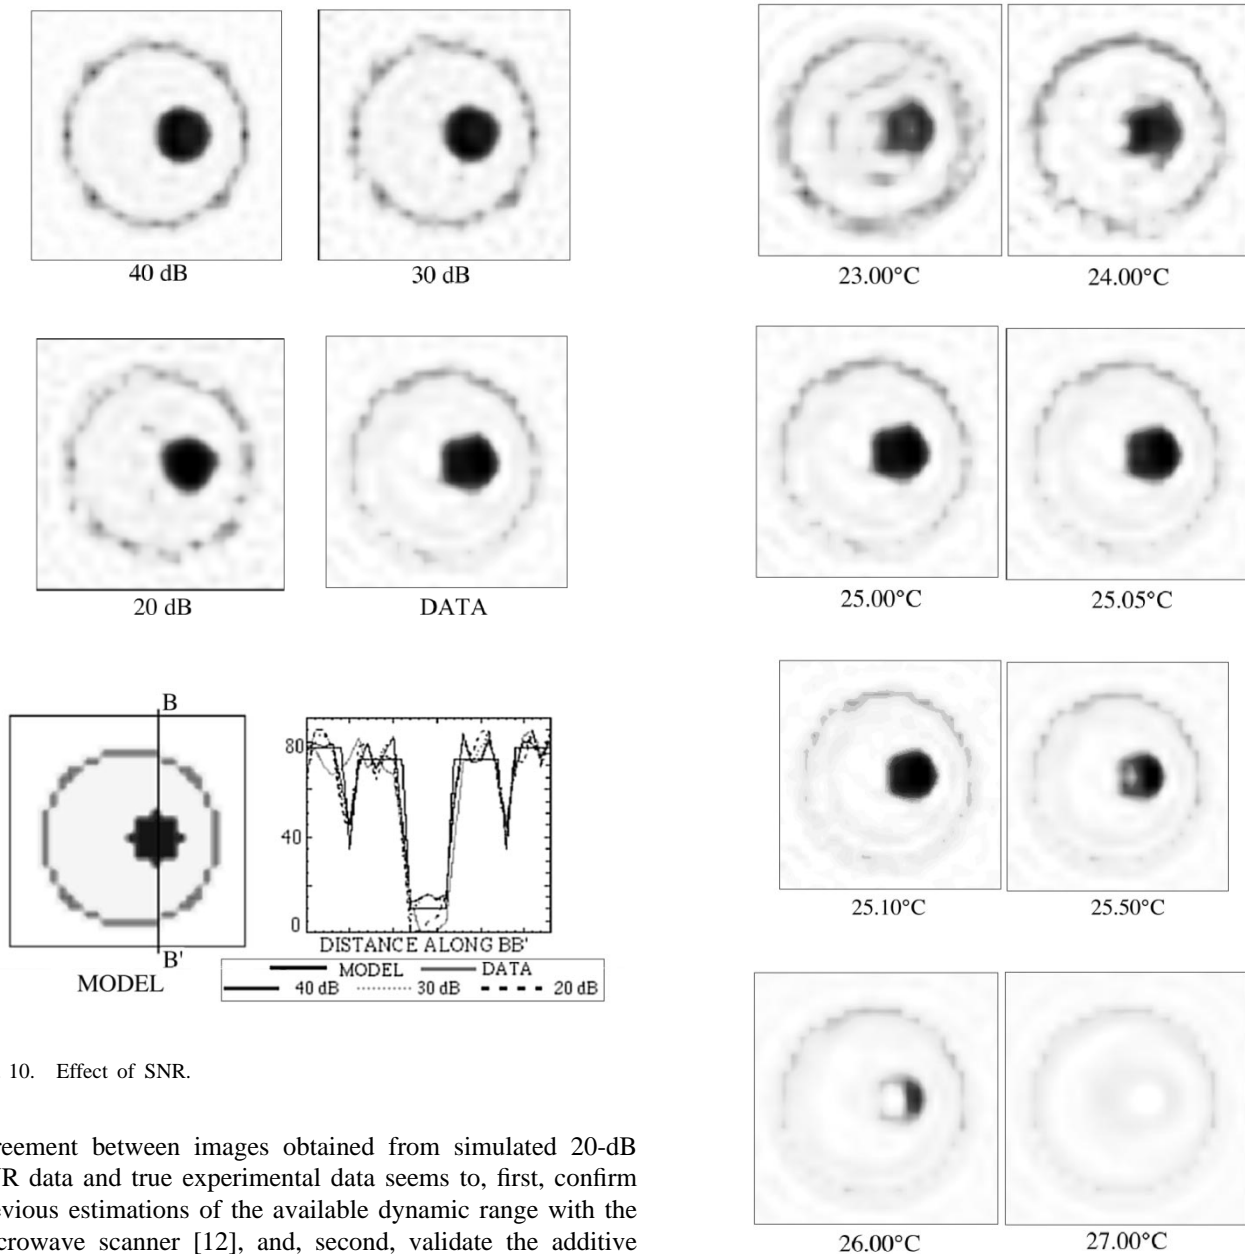 40 dB
30 dB
20 dB
DATA
B
B'
MODEL
80
40
0
DISTANCE ALONG BB'
MODEL DATA
40 dB 30 dB 20 dB
10. Effect of SNR.
reement between images obtained from simulated 20-dB
R data and true experimental data seems to, first, confirm
evious estimations of the available dynamic range with the
crowave scanner [12], and, second, validate the additive
23.00°C
24.00°C
25.00°C
25.05°C
25.10°C
25.50°C
26.00°C
27.00°C